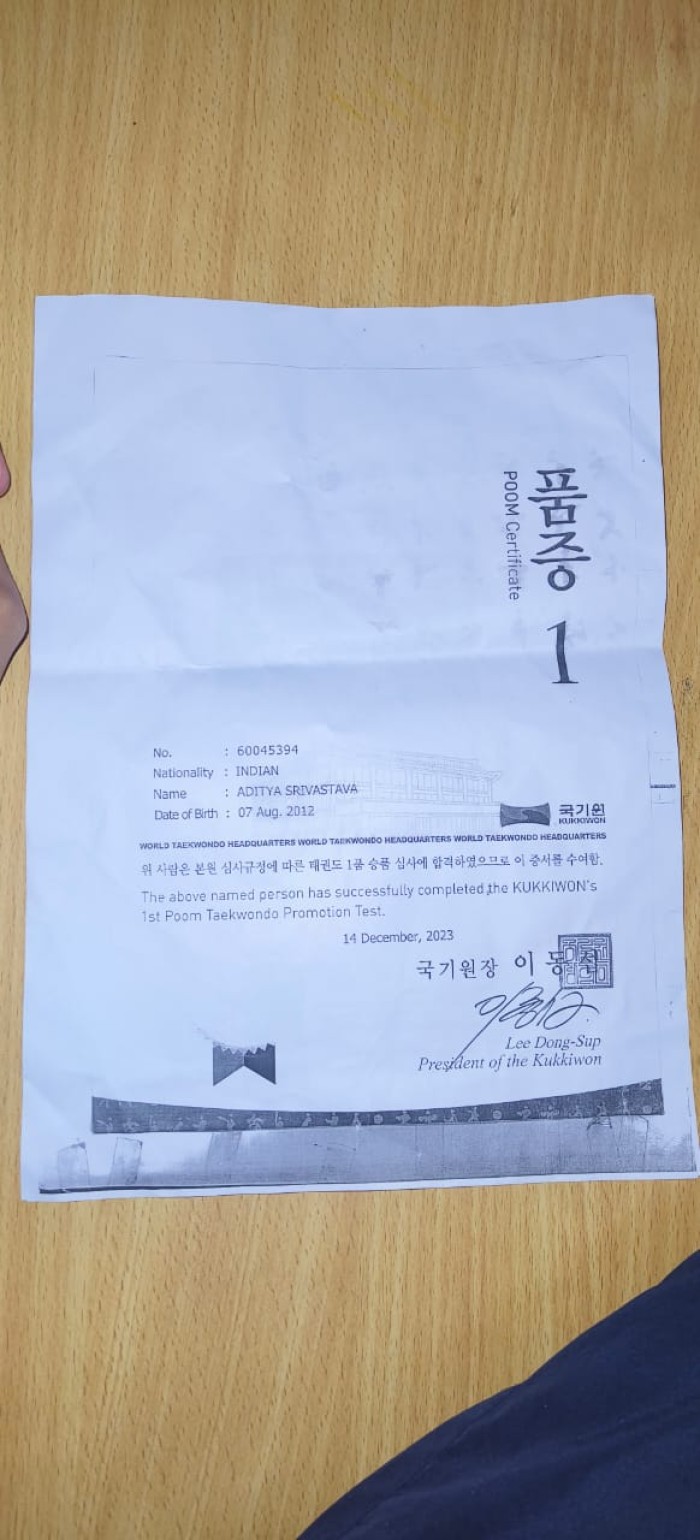 품증
POOM Certificate
1
No. : 60045394
Nationality : INDIAN
Name : ADITYA SRIVASTAVA
Date of Birth : 07 Aug. 2012
국기원
KUKKIWON
WORLD TAEKWONDO HEADQUARTERS WORLD TAEKWONDO HEADQUARTERS WORLD TAEKWONDO HEADQUARTERS
위 사람은 본원 심사규정에 따른 태권도 1품 승품 심사에 합격하였으므로 이 증서를 수여함.
The above named person has successfully completed the KUKKIWON's
1st Poom Taekwondo Promotion Test.
14 December, 2023
국기원장 이 동
Lee Dong-Sup
President of the Kukkiwon